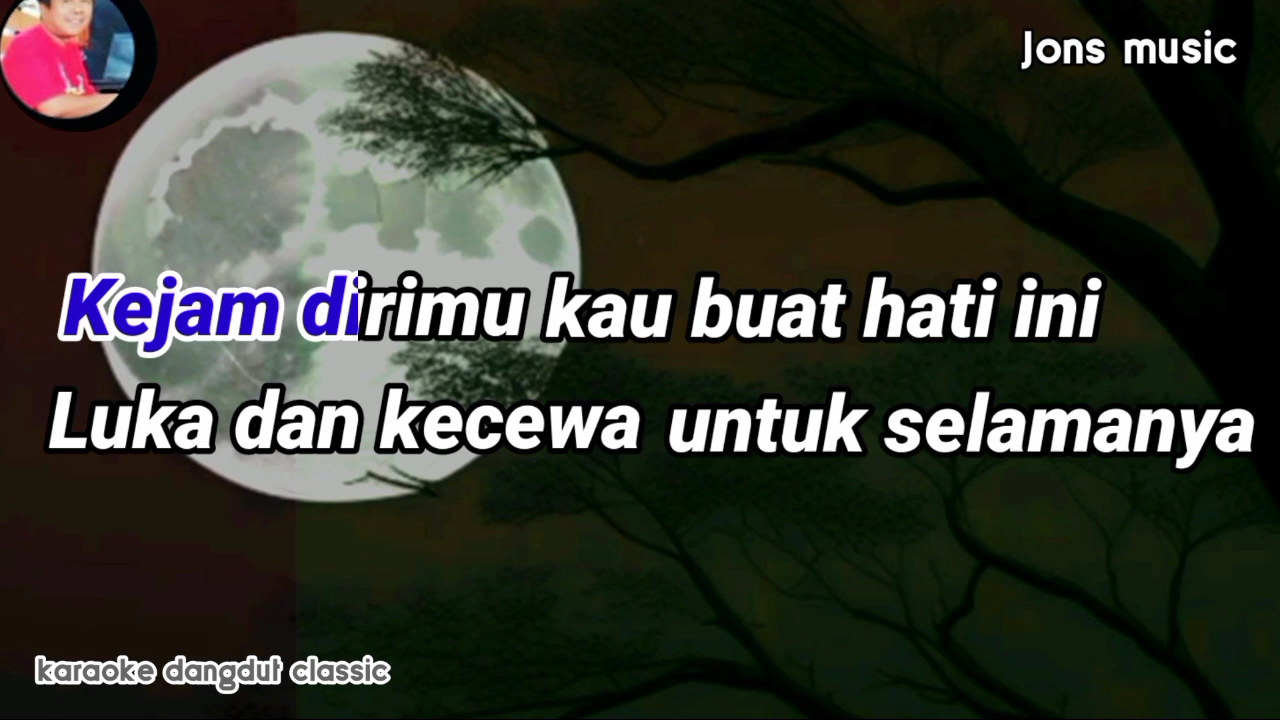 Jons music
Kejam dirimu kau buat hati ini
Luka dan kecewa untuk selamanya
karaoke dangdut classic